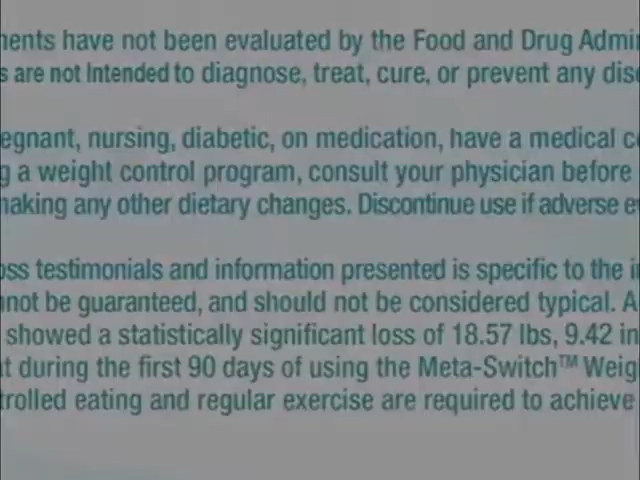 ents have not been evaluated by the Food and Drug Admi
s are not Intended to diagnose, treat, cure, or prevent any dis
egnant, nursing, diabetic, on medication, have a medical c
g a weight control program, consult your physician before
aking any other dietary changes. Discontinue use if adverse e
oss testimonials and information presented is specific to the i
not be guaranteed, and should not be considered typical. A
showed a statistically significant loss of 18.57 lbs, 9.42 in
t during the first 90 days of using the Meta-Switch™ Weig
trolled eating and regular exercise are required to achieve